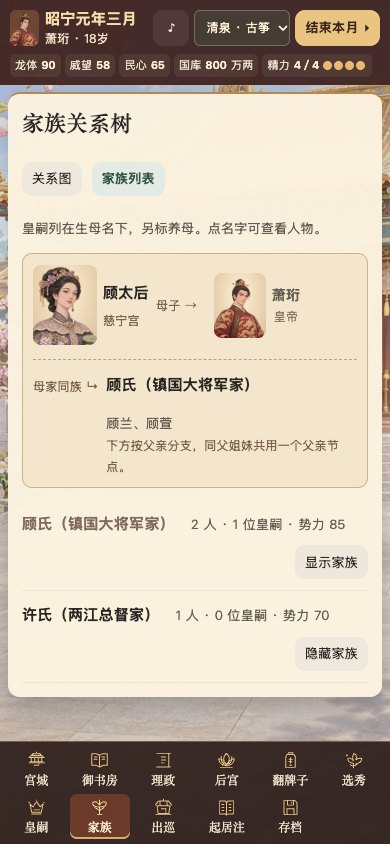 昭宁元年三月
萧珩 · 18岁
♪
清泉 · 古筝
结束本月
龙体 90
威望 58
民心 65
国库 800 万两
精力 4 / 4
家族关系树
关系图
家族列表
皇嗣列在生母名下，另标养母。点名字可查看人物。
顾太后
慈宁宫
母子 →
萧珩
皇帝
母家同族 ↳
顾氏（镇国大将军家）
顾兰、顾萱
下方按父亲分支，同父姐妹共用一个父亲节
点。
顾氏（镇国大将军家）
2 人 · 1 位皇嗣 · 势力 85
显示家族
许氏（两江总督家）
1 人 · 0 位皇嗣 · 势力 70
隐藏家族
宫城
御书房
理政
后宫
翻牌子
选秀
皇嗣
家族
出巡
起居注
存档